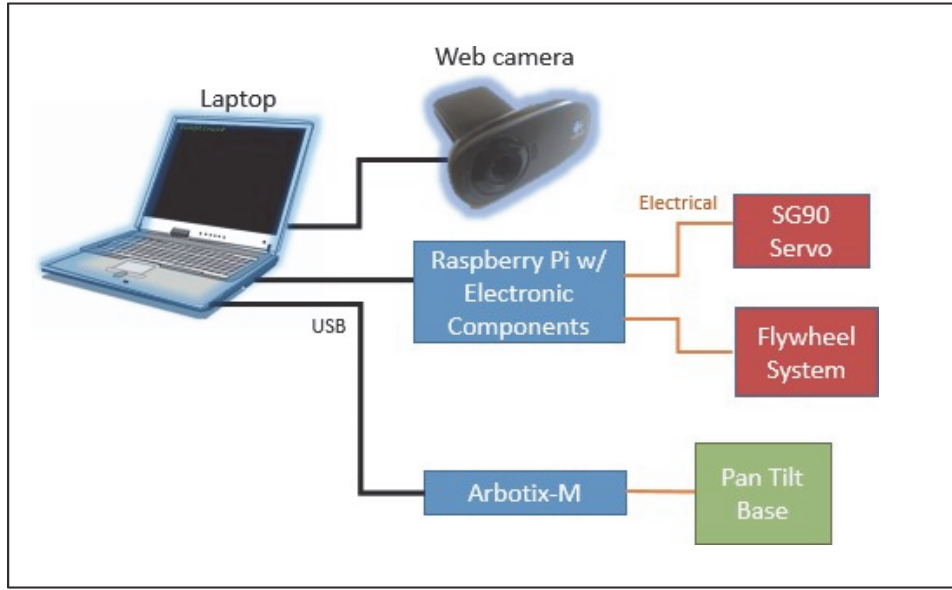 Web camera
Laptop
Electrical
SG90
Servo
Raspberry Pi w/
Electronic
Components
USB
Flywheel
System
Arbotix-M
Pan Tilt
Base